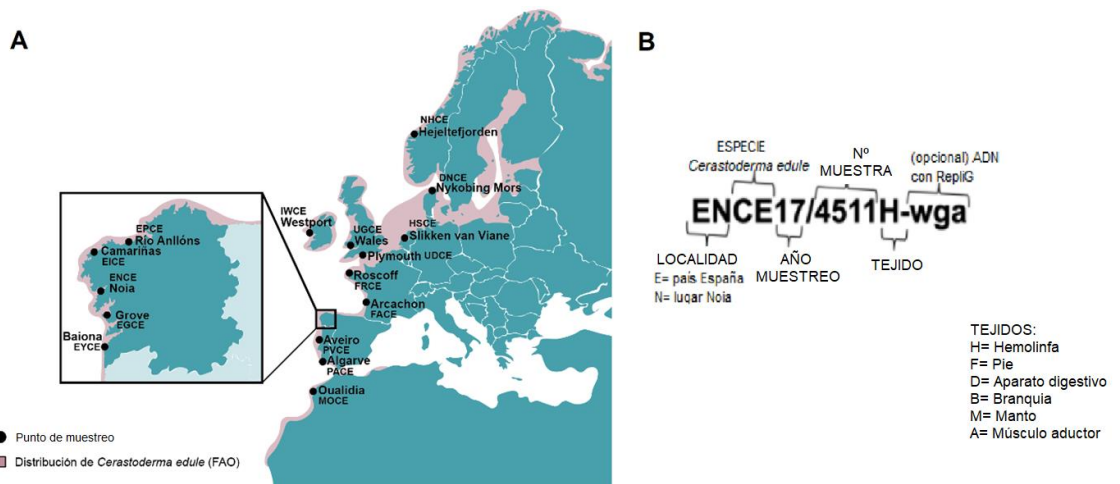 A
NHCE
Hejeltefjorden
DNCE
Nykobing Mors
IWCE
Westport
UGCE
Wales
HSCE
Slikken van Viane
Plymouth UDCE
Roscoff
FRCE
Arcachon
FACE
Aveiro
PVCE
Algarve
PACE
Oualidia
MOCE
EPCE
Río Anllóns
Camariñas
EICE
ENCE
Noia
Grove
EGCE
Baiona
EYCE
Punto de muestreo
Distribución de Cerastoderma edule (FAO)
B
ESPECIE
Cerastoderma edule
Nº
MUESTRA
(opcional) ADN
con RepliG
ENCE17/4511H-wga
LOCALIDAD
E= país España
N= lugar Noia
AÑO
MUESTREO
TEJIDO
TEJIDOS:
H= Hemolinfa
F= Pie
D= Aparato digestivo
B= Branquia
M= Manto
A= Músculo aductor